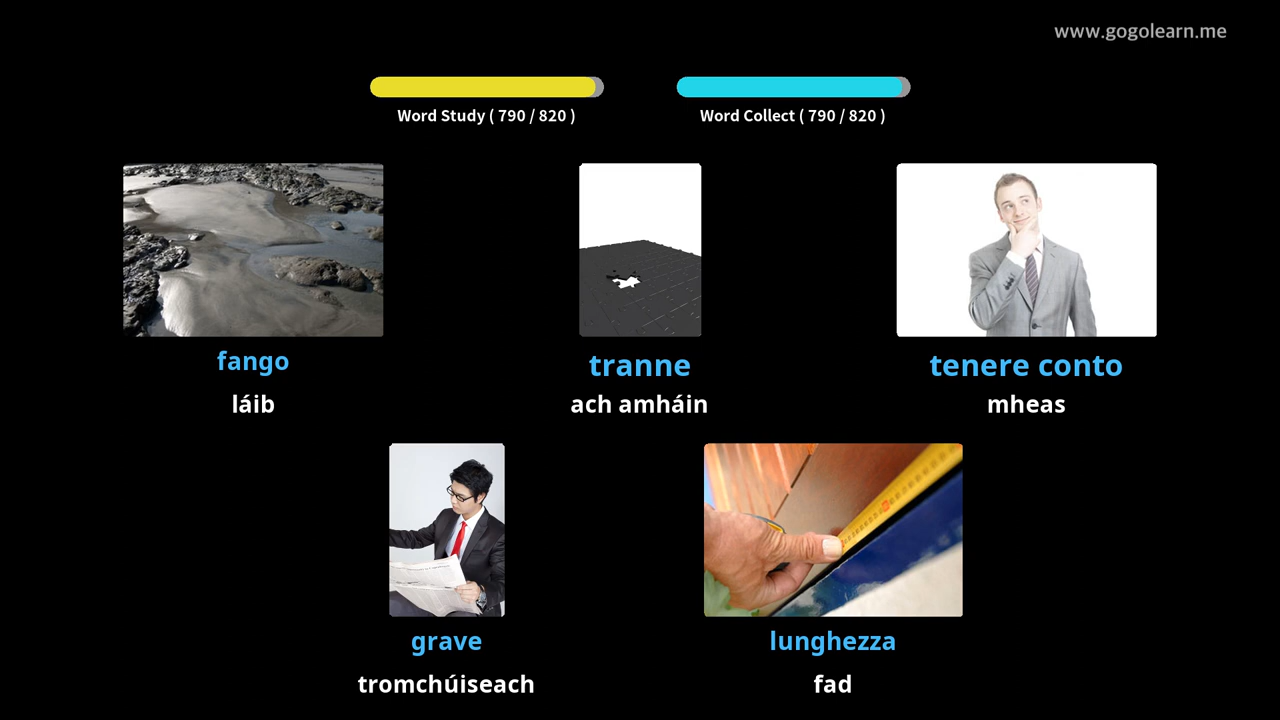 www.gogolearn.me
Word Study ( 790 / 820 )
Word Collect ( 790 / 820 )
fango
láib
tranne
ach amháin
tenere conto
mheas
grave
tromchúiseach
lunghezza
fad